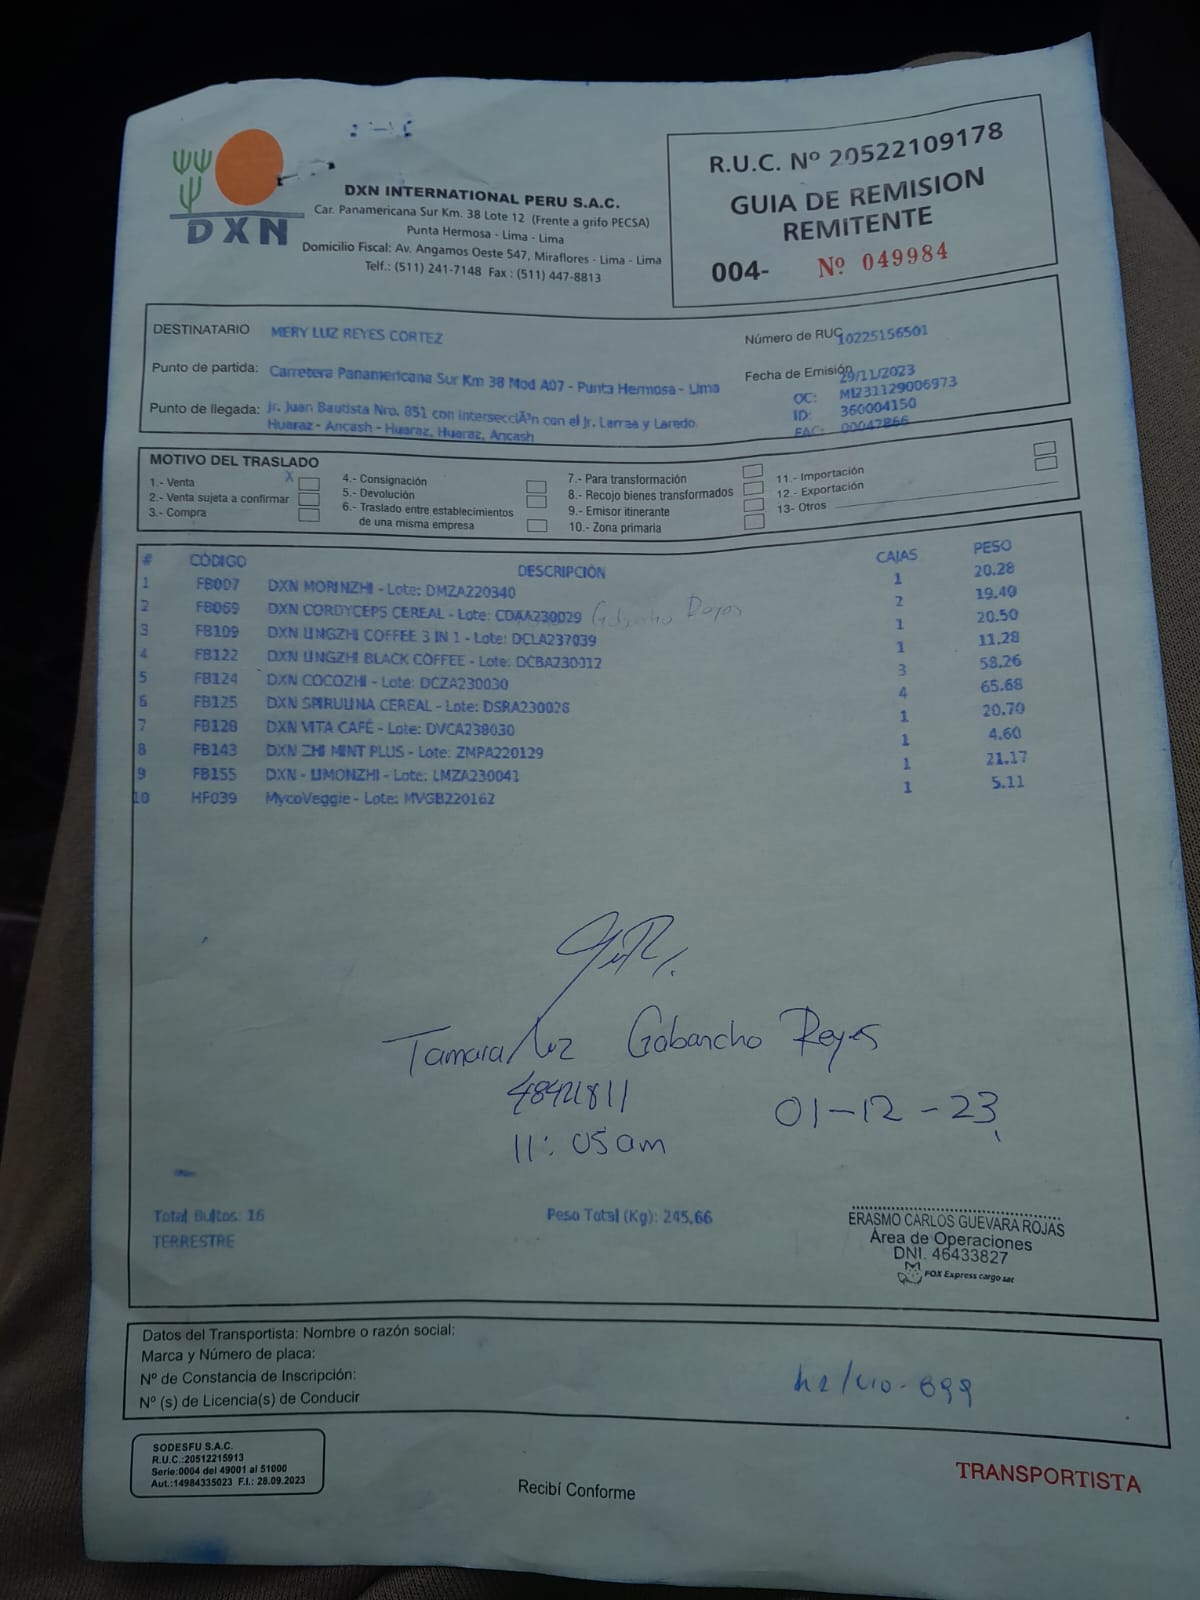 DXN
DXN INTERNATIONAL PERU S.A.C.
Car. Panamericana Sur Km. 38 Lote 12 (Frente a grifo PECSA)
Punta Hermosa - Lima - Lima
Domicilio Fiscal: Av. Angamos Oeste 547, Miraflores - Lima - Lima
Telf.: (511) 241-7148 Fax : (511) 447-8813
R.U.C. Nº 20522109178
GUIA DE REMISION
REMITENTE
004- Nº 049984
DESTINATARIO MERY LUZ REYES CORTEZ
Número de RUC 10225156501
Punto de partida: Carretera Panamericana Sur Km 38 Mod A07 - Punta Hermosa - Lima
Fecha de Emisión 29/11/2023
Punto de llegada: Jr. Juan Bautista Nro. 851 con intersecciÃ³n con el Jr. Larrea y Laredo
Huaraz - Ancash - Huaraz, Huaraz, Ancash
OC: MI231129006973
ID: 360004150
FAC: 00047866
MOTIVO DEL TRASLADO
1.- Venta X
2.- Venta sujeta a confirmar
3.- Compra
4.- Consignación
5.- Devolución
6.- Traslado entre establecimientos
de una misma empresa
7.- Para transformación
8.- Recojo bienes transformados
9.- Emisor itinerante
10.- Zona primaria
11.- Importación
12.- Exportación
13- Otros
# CÓDIGO DESCRIPCIÓN CAJAS PESO
1 FB007 DXN MORINZHI - Lote: DMZA220340 1 20.28
2 FB069 DXN CORDYCEPS CEREAL - Lote: CDAA230029 2 19.40
Gabancho Reyes
3 FB109 DXN LINGZHI COFFEE 3 IN 1 - Lote: DCLA237039 1 20.50
4 FB122 DXN LINGZHI BLACK COFFEE - Lote: DCBA230012 1 11.28
5 FB124 DXN COCOZHI - Lote: DCZA230030 3 58.26
6 FB125 DXN SPIRULINA CEREAL - Lote: DSRA230026 4 65.68
7 FB128 DXN VITA CAFÉ - Lote: DVCA238030 1 20.70
8 FB143 DXN ZHI MINT PLUS - Lote: ZMPA220129 1 4.60
9 FB155 DXN - LIMONZHI - Lote: LMZA230041 1 21.17
10 HF039 MycoVeggie - Lote: MVGB220162 1 5.11
Tamara Luz Gabancho Reyes
48421811
01-12-23
11:05am
Total Bultos: 16
Peso Total (Kg): 245.66
TERRESTRE
ERASMO CARLOS GUEVARA ROJAS
Área de Operaciones
DNI. 46433827
FOX Express cargo sac
Datos del Transportista: Nombre o razón social:
Marca y Número de placa:
Nº de Constancia de Inscripción:
Nº (s) de Licencia(s) de Conducir
SODESFU S.A.C.
R.U.C.:20512215913
Serie:0004 del 49001 al 51000
Aut.:14984335023 F.I.: 28.09.2023
Recibí Conforme
TRANSPORTISTA